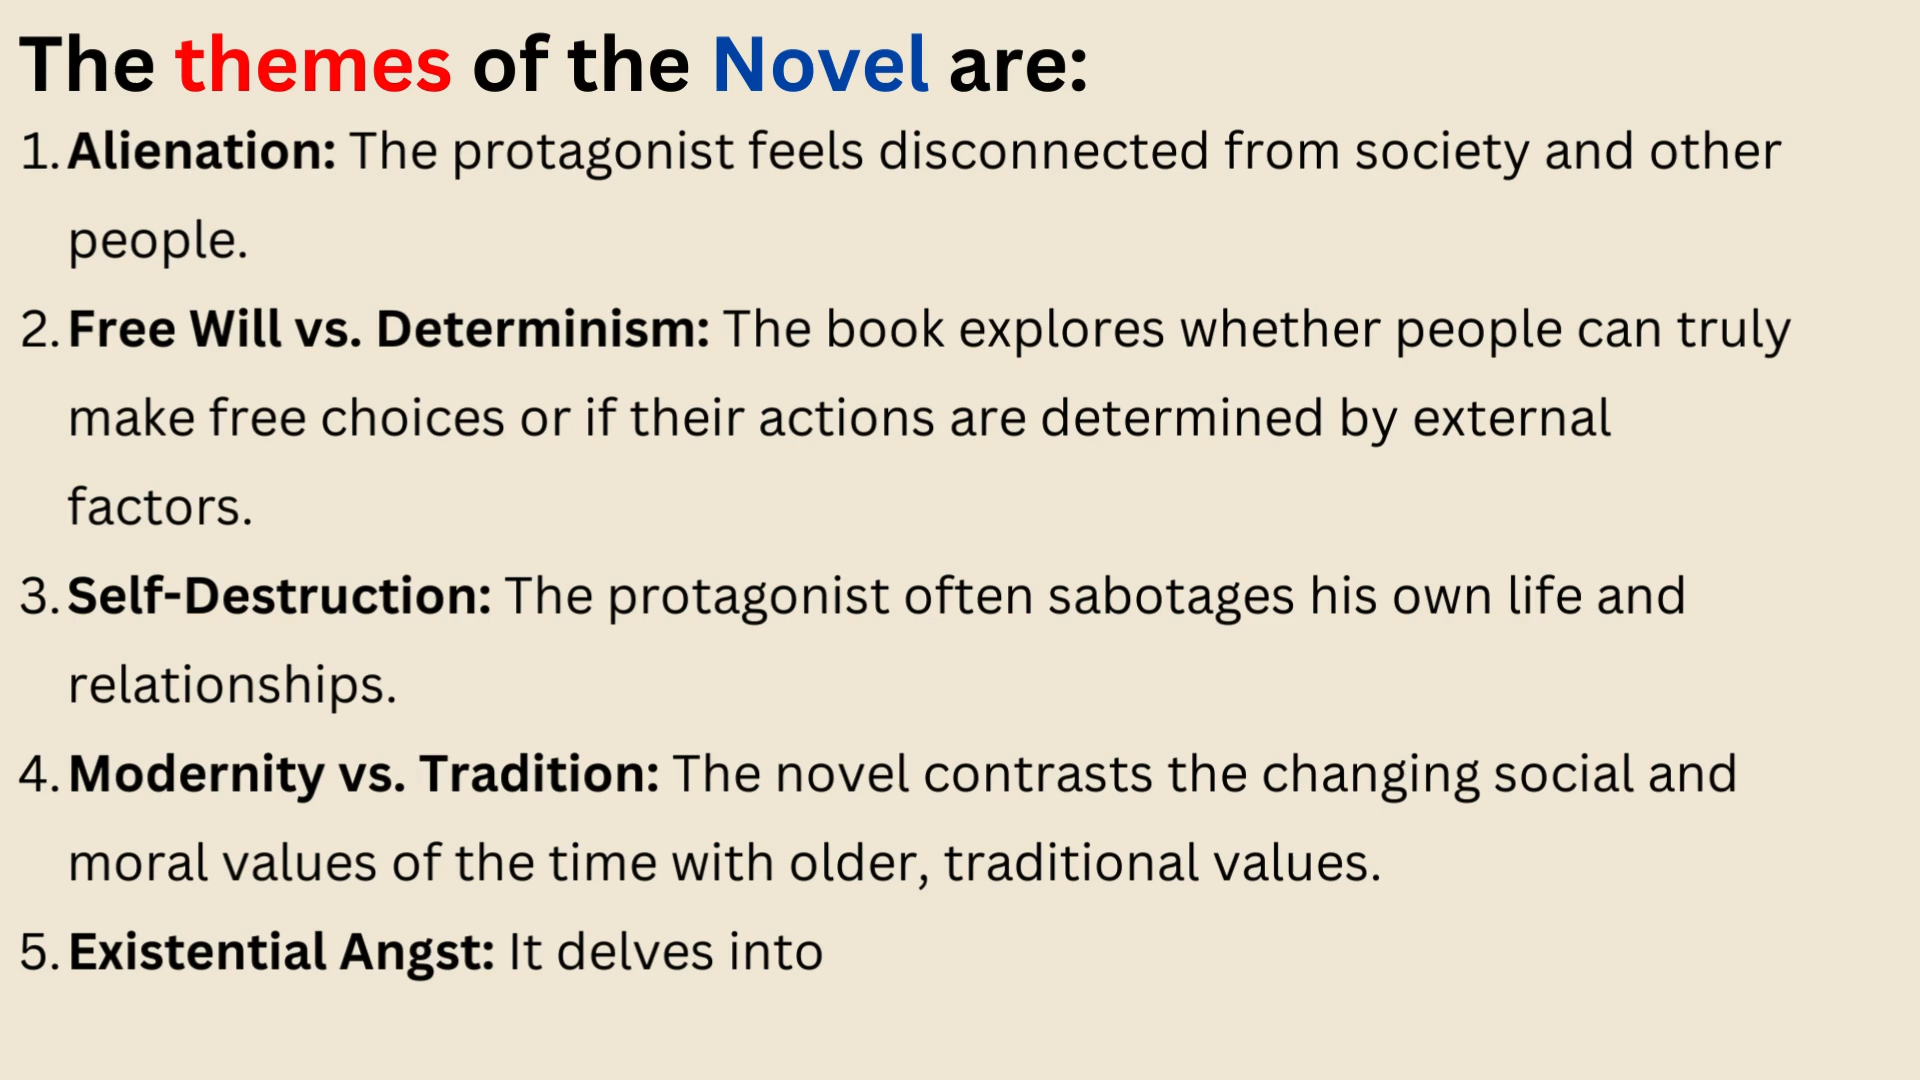 The themes of the Novel are:
1. Alienation: The protagonist feels disconnected from society and other
people.
2. Free Will vs. Determinism: The book explores whether people can truly
make free choices or if their actions are determined by external
factors.
3. Self-Destruction: The protagonist often sabotages his own life and
relationships.
4. Modernity vs. Tradition: The novel contrasts the changing social and
moral values of the time with older, traditional values.
5. Existential Angst: It delves into